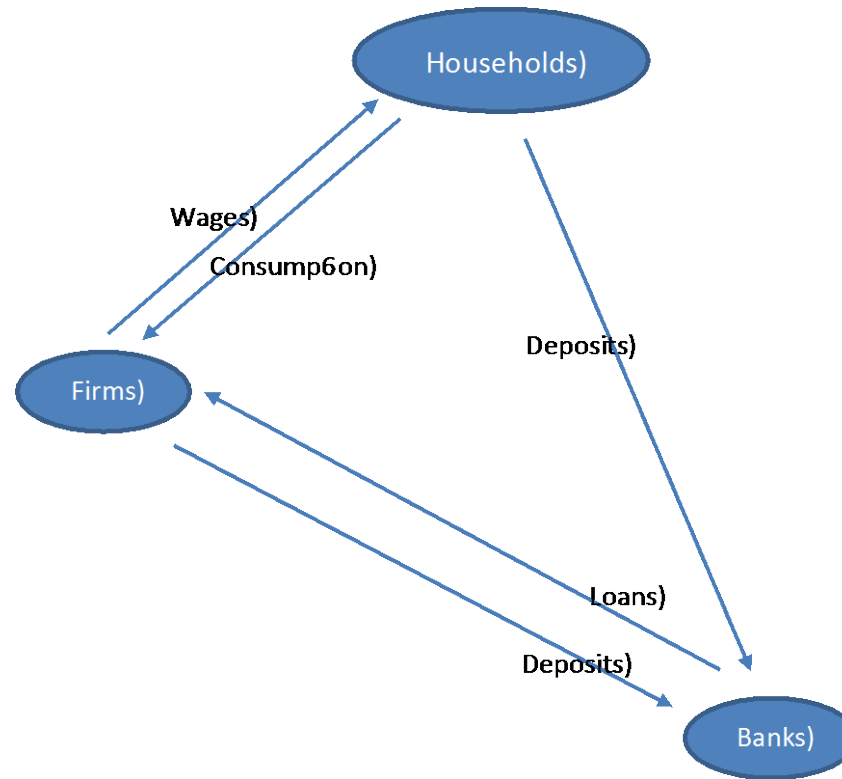 Households)
Wages)
Consump6on)
Deposits)
Firms)
Loans)
Deposits)
Banks)